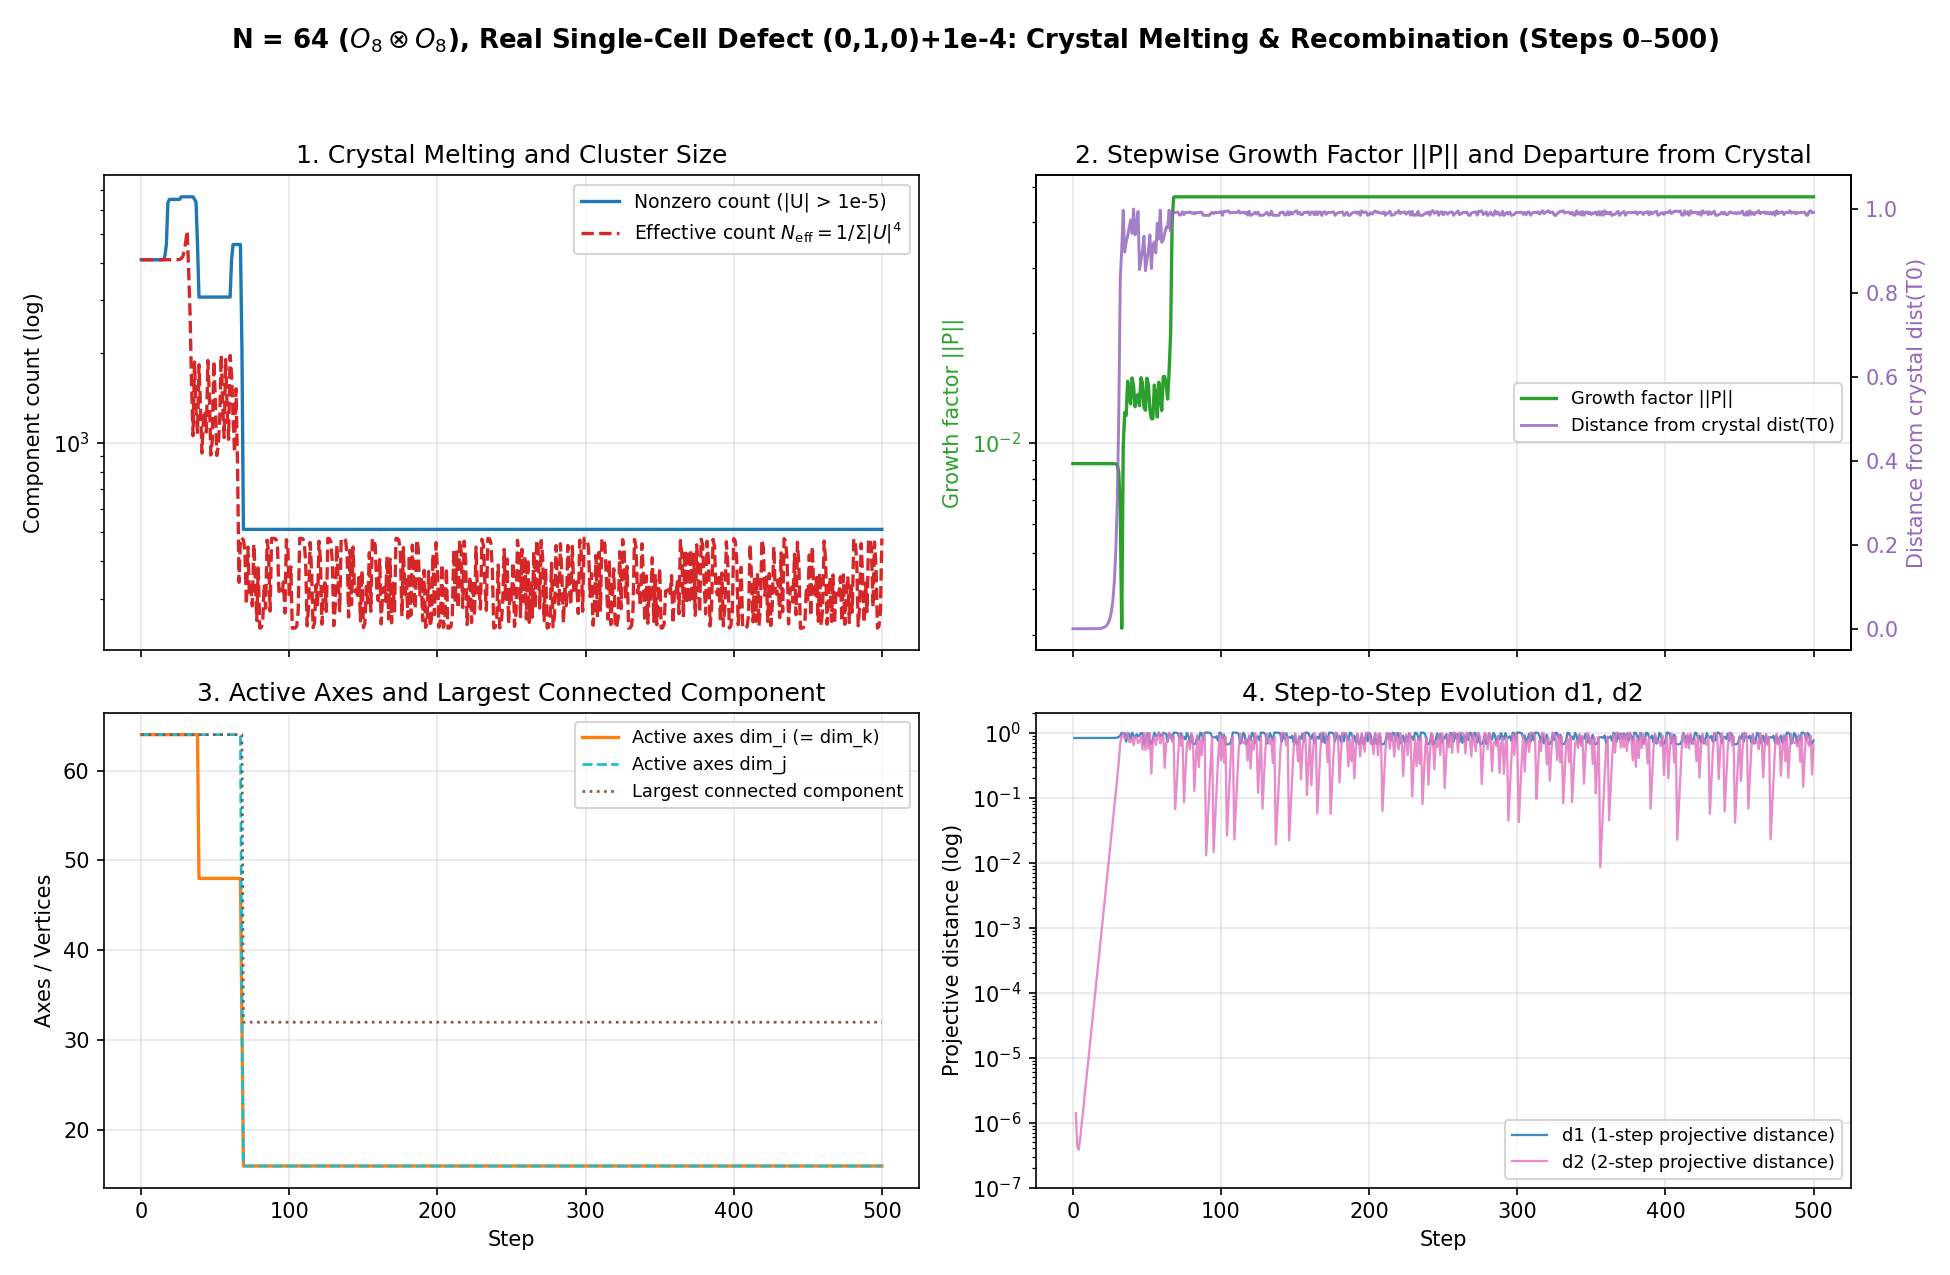 N = 64 (O₈ ⊗ O₈), Real Single-Cell Defect (0,1,0)+1e-4: Crystal Melting & Recombination (Steps 0–500)
1. Crystal Melting and Cluster Size
Component count (log)
10³
Nonzero count (|U| > 1e-5)
Effective count N_eff = 1/Σ|U|⁴
2. Stepwise Growth Factor ||P|| and Departure from Crystal
Growth factor ||P||
10⁻²
Growth factor ||P||
Distance from crystal dist(T0)
1.0
0.8
0.6
0.4
0.2
0.0
Distance from crystal dist(T0)
3. Active Axes and Largest Connected Component
Axes / Vertices
60
50
40
30
20
Active axes dim_i (= dim_k)
Active axes dim_j
Largest connected component
0 100 200 300 400 500
Step
4. Step-to-Step Evolution d1, d2
Projective distance (log)
10⁰
10⁻¹
10⁻²
10⁻³
10⁻⁴
10⁻⁵
10⁻⁶
10⁻⁷
d1 (1-step projective distance)
d2 (2-step projective distance)
0 100 200 300 400 500
Step